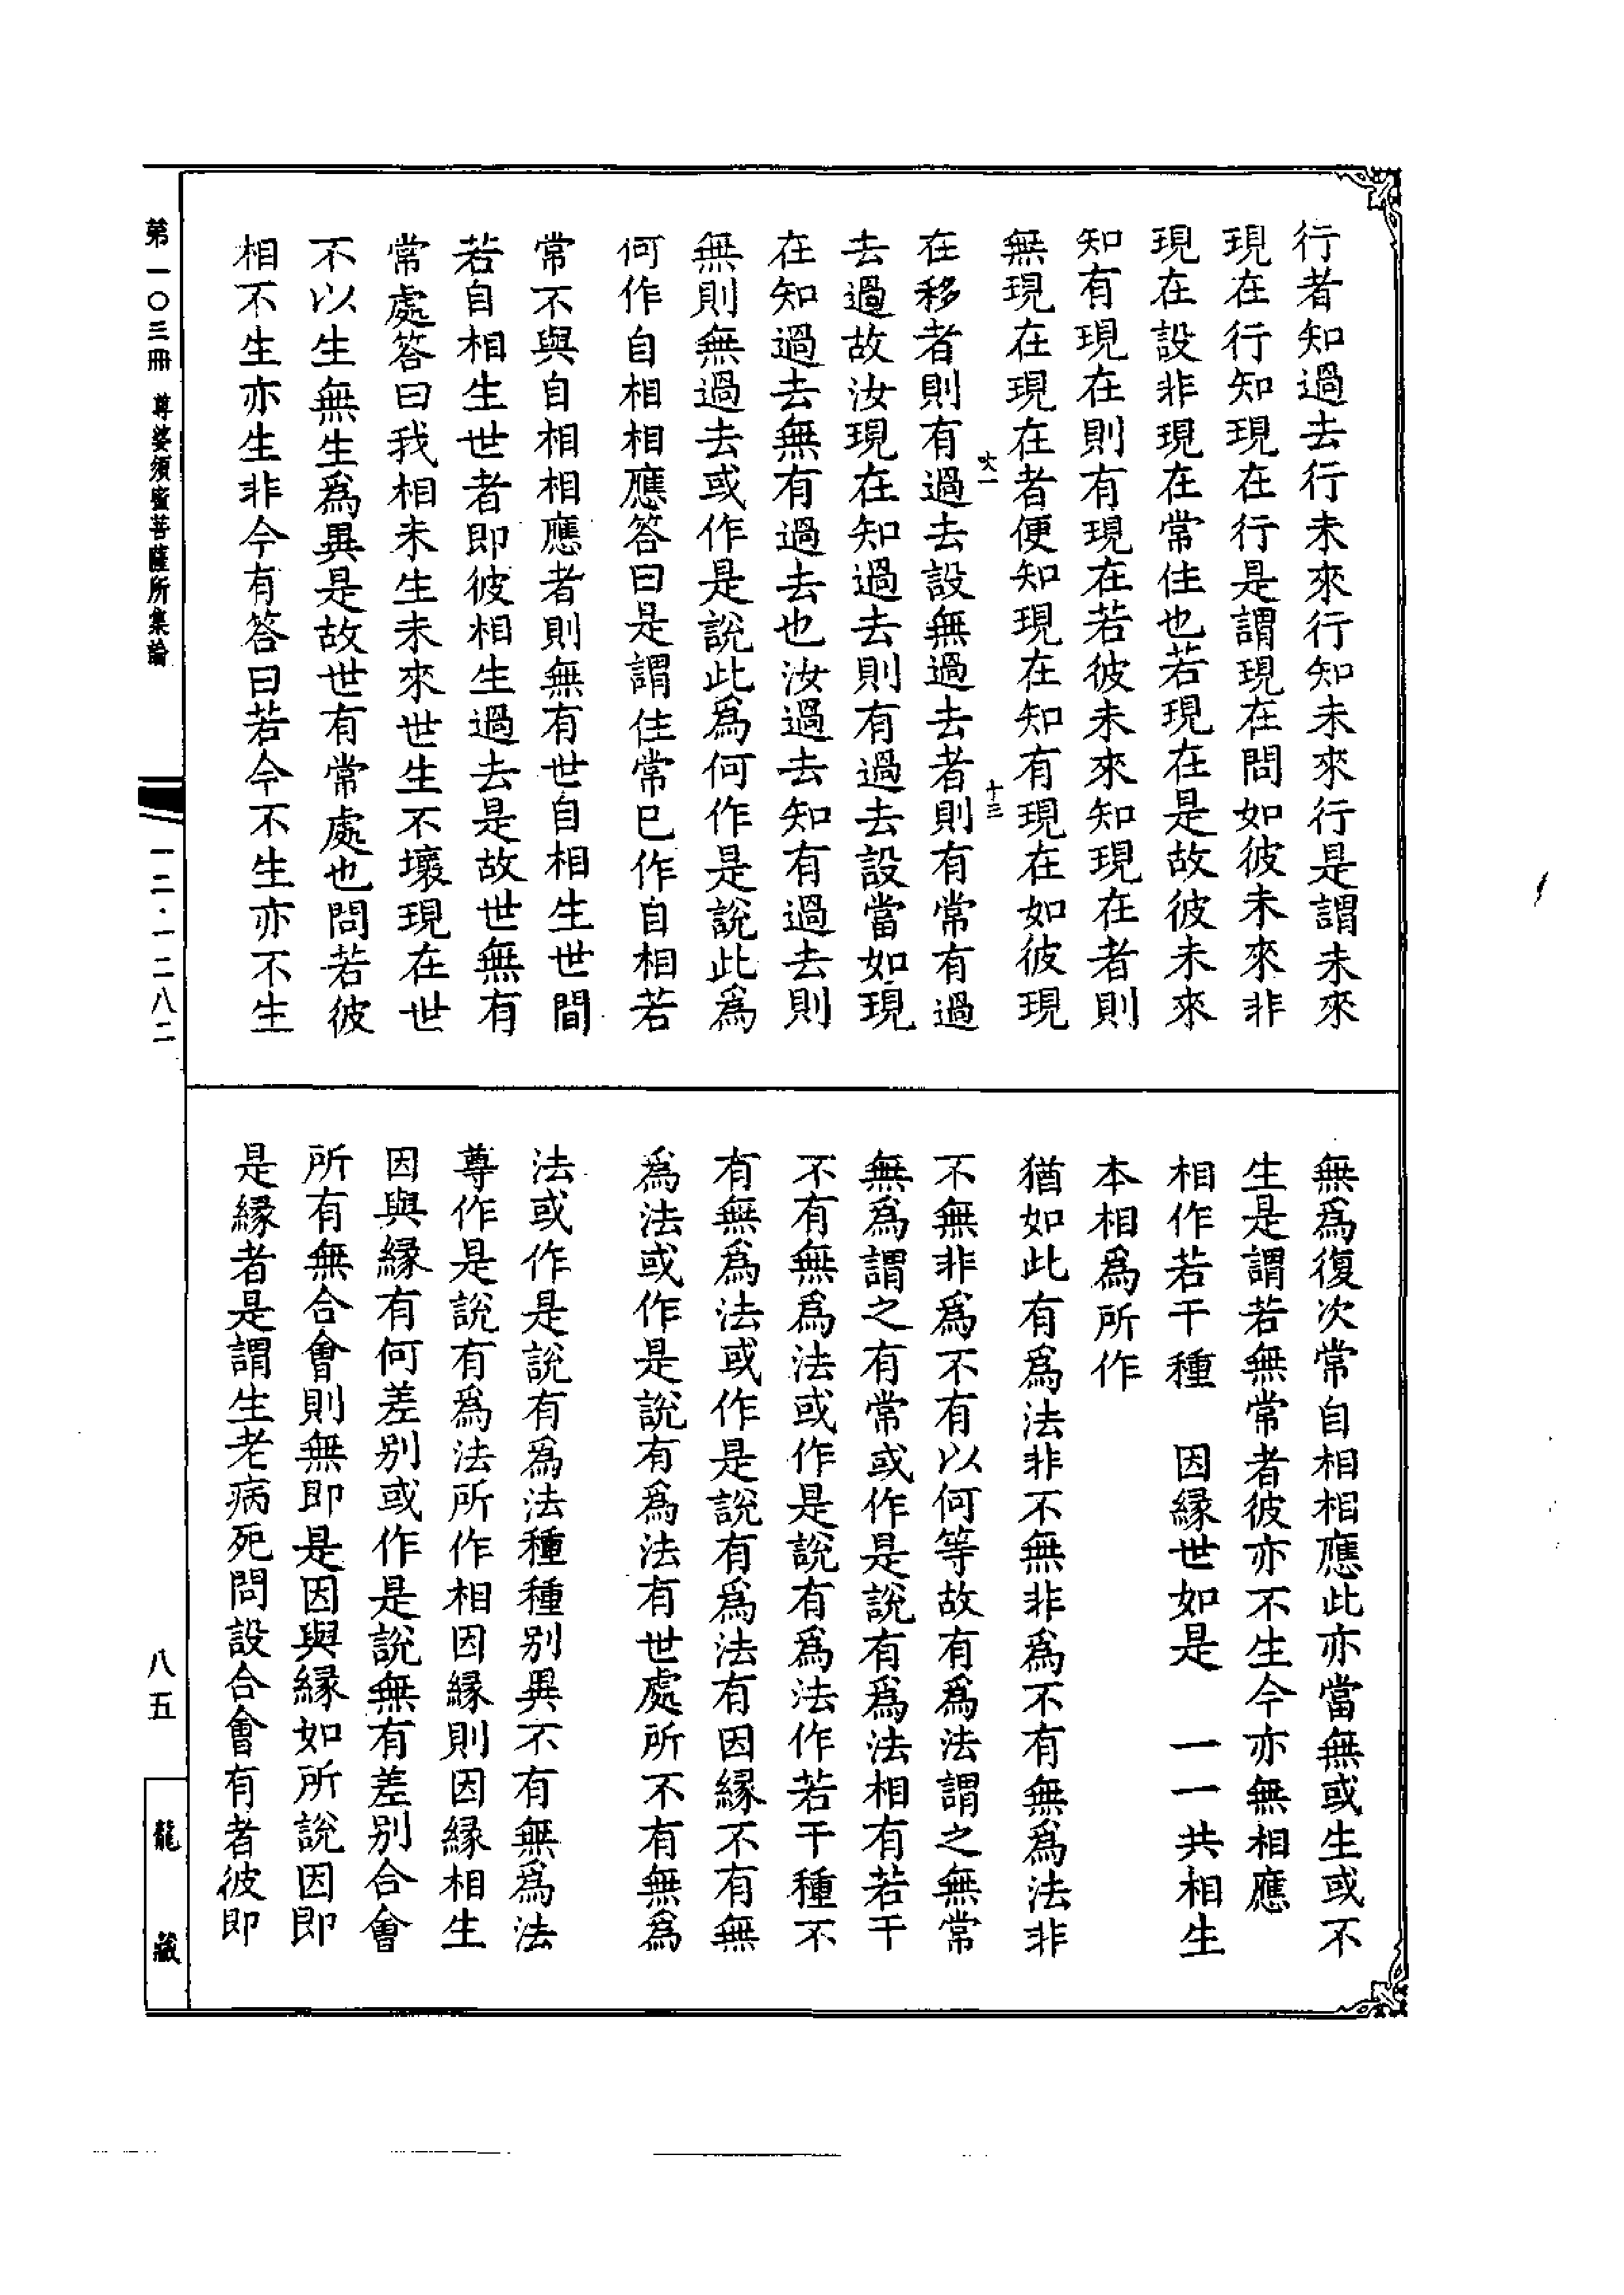 行者知過去行未來行知未來行是謂未來
現在行知現在行是謂現在問如彼未來非
現在設非現在常住也若現在是故彼未來
知有現在則有現在若彼未來知現在者則
無現在現在者便知現在知有現在如彼現
在移者則有過去設無過去者則有常有過
去過故汝現在知過去則有過去設當如現
在知過去無有過去也汝過去知有過去則
無則無過去或作是說此為何作是說此為
何作自相相應答曰是謂住常已作自相若
常不與自相相應者則無有世自相生世間
若自相生世者即彼相生過去是故世無有
常處答曰我相未生未來世生不壞現在世
不以生無生為異是故世有常處也問若彼
相不生亦生非今有答曰若今不生亦不生
十三
無為復次常自相相應此亦當無或生或不
生是謂若無常者彼亦不生今亦無相應
相作若干種　因緣世如是　一一共相生
本相為所作
猶如此有為法非不無非為不有無為法非
不無非為不有以何等故有為法謂之無常
無為謂之有常或作是說有為法相有若干
不有無為法或作是說有為法作若干種不
有無為法或作是說有為法有因緣不有無
為法或作是說有為法有世處所不有無為
法或作是說有為法種種別異不有無為法
尊作是說有為法所作相因緣則因緣相生
因與緣有何差別或作是說無有差別合會
所有無合會則無即是因與緣如所說因即
是緣者是謂生老病死問設合會有者彼即
第一〇三冊　尊婆須蜜菩薩所集論
一二·一二八二
八五
龍藏